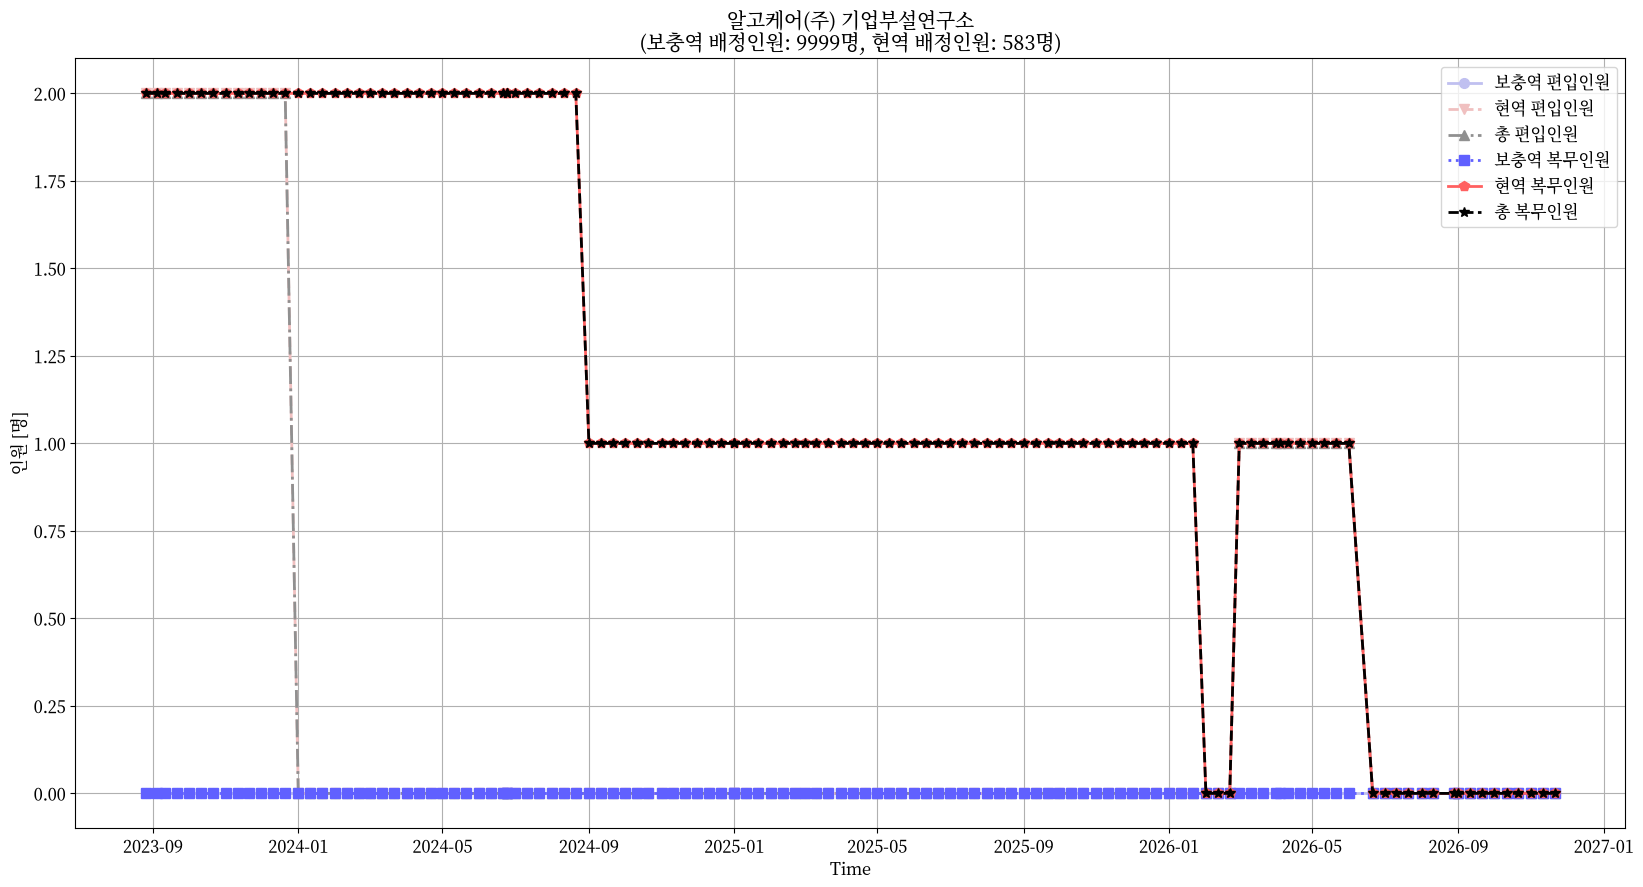 알고케어(주) 기업부설연구소
(보충역 배정인원: 9999명, 현역 배정인원: 583명)
보충역 편입인원
현역 편입인원
총 편입인원
보충역 복무인원
현역 복무인원
총 복무인원
인원 [명]
2.00
1.75
1.50
1.25
1.00
0.75
0.50
0.25
0.00
2023-09
2024-01
2024-05
2024-09
2025-01
2025-05
2025-09
2026-01
2026-05
2026-09
2027-01
Time